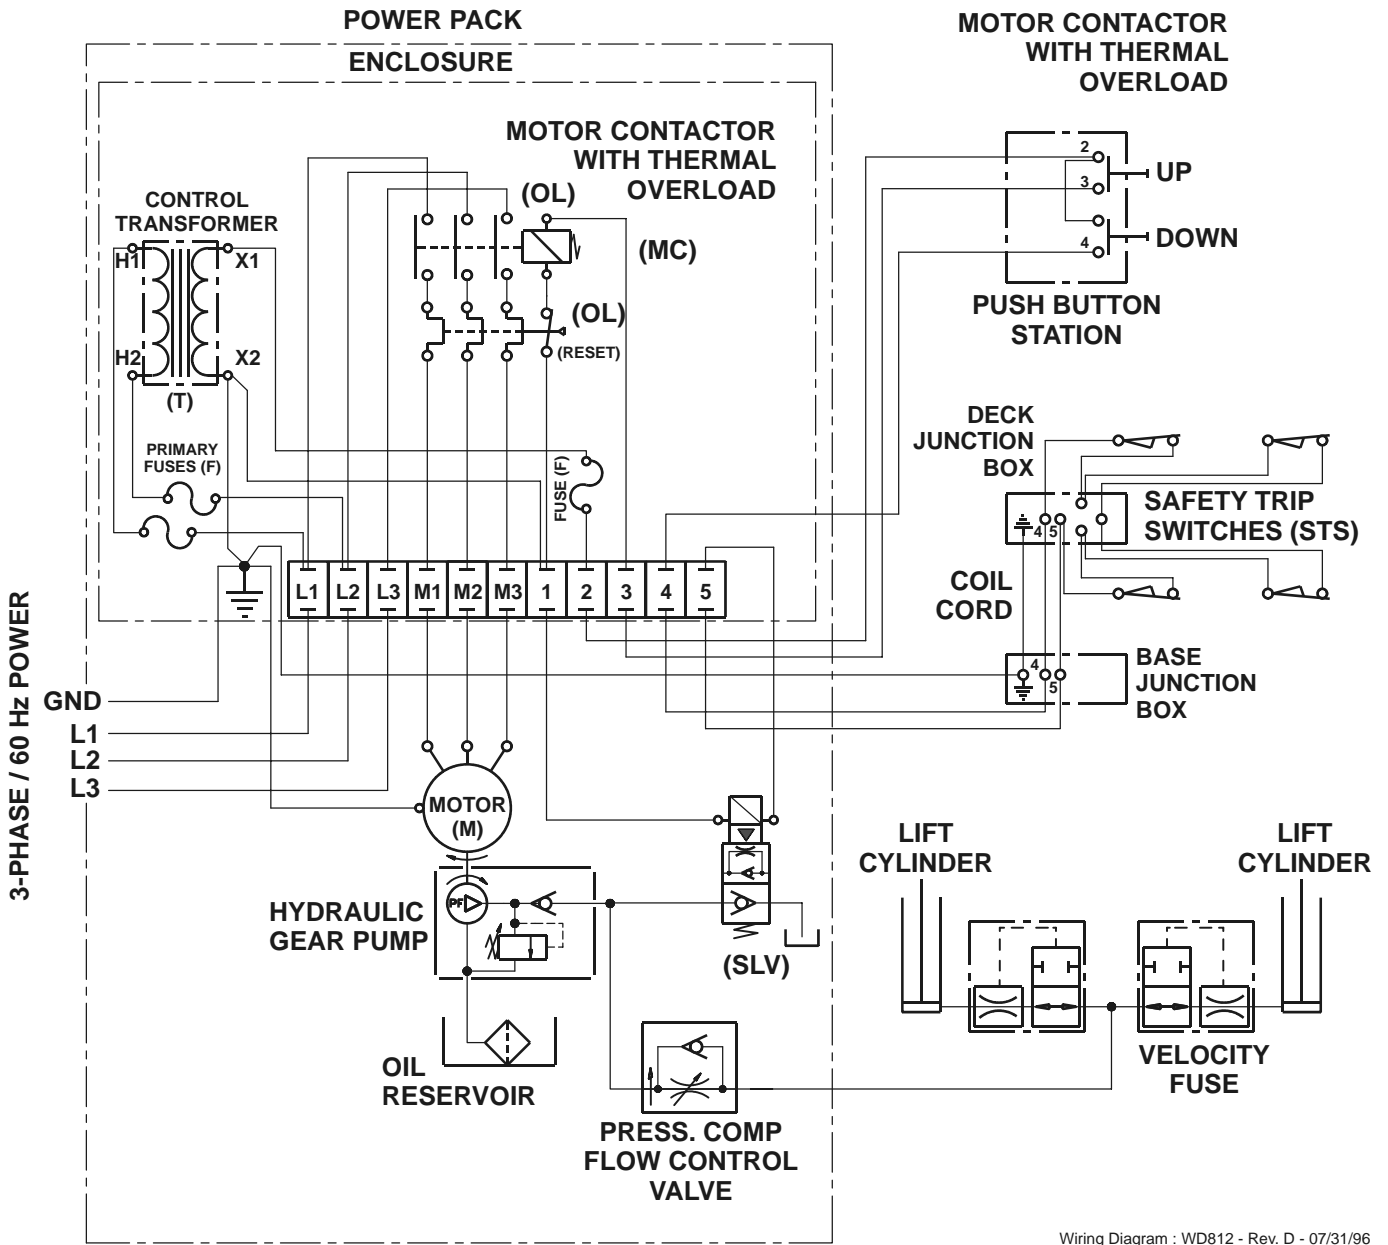 POWER PACK
ENCLOSURE
MOTOR CONTACTOR
WITH THERMAL
OVERLOAD
MOTOR CONTACTOR
WITH THERMAL
OVERLOAD
(OL)
(MC)
(OL)
(RESET)
CONTROL
TRANSFORMER
H1
X1
H2
X2
(T)
PRIMARY
FUSES (F)
FUSE (F)
2
3
4
UP
DOWN
PUSH BUTTON
STATION
DECK
JUNCTION
BOX
4
5
SAFETY TRIP
SWITCHES (STS)
COIL
CORD
L1
L2
L3
M1
M2
M3
1
2
3
4
5
4
5
BASE
JUNCTION
BOX
3-PHASE / 60 Hz POWER
GND
L1
L2
L3
MOTOR
(M)
PF
HYDRAULIC
GEAR PUMP
(SLV)
LIFT
CYLINDER
LIFT
CYLINDER
OIL
RESERVOIR
VELOCITY
FUSE
PRESS. COMP
FLOW CONTROL
VALVE
Wiring Diagram : WD812 - Rev. D - 07/31/96